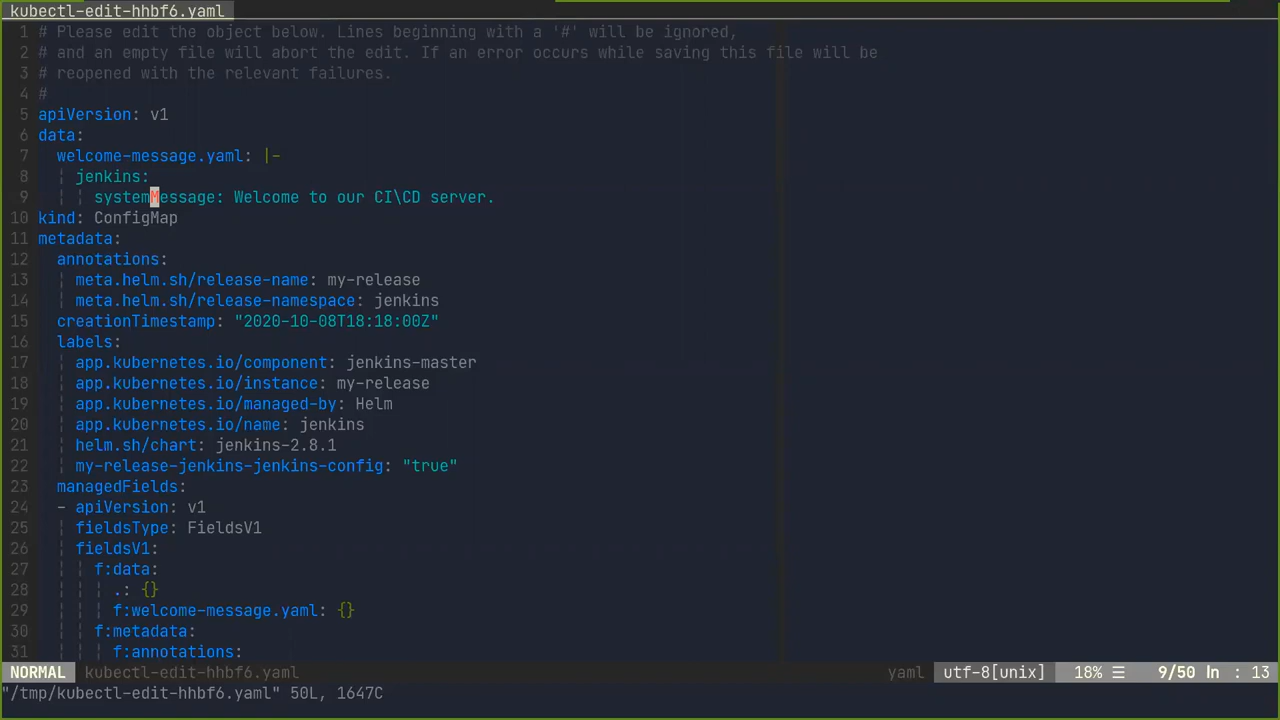 kubectl-edit-hhbf6.yaml
1 # Please edit the object below. Lines beginning with a '#' will be ignored,
2 # and an empty file will abort the edit. If an error occurs while saving this file will be
3 # reopened with the relevant failures.
4 #
5 apiVersion: v1
6 data:
7   welcome-message.yaml: |-
8   ¦ jenkins:
9   ¦ ¦ systemMessage: Welcome to our CI\CD server.
10 kind: ConfigMap
11 metadata:
12   annotations:
13   ¦ meta.helm.sh/release-name: my-release
14   ¦ meta.helm.sh/release-namespace: jenkins
15   creationTimestamp: "2020-10-08T18:18:00Z"
16   labels:
17   ¦ app.kubernetes.io/component: jenkins-master
18   ¦ app.kubernetes.io/instance: my-release
19   ¦ app.kubernetes.io/managed-by: Helm
20   ¦ app.kubernetes.io/name: jenkins
21   ¦ helm.sh/chart: jenkins-2.8.1
22   ¦ my-release-jenkins-jenkins-config: "true"
23   managedFields:
24   - apiVersion: v1
25   ¦ fieldsType: FieldsV1
26   ¦ fieldsV1:
27   ¦ ¦ f:data:
28   ¦ ¦ ¦ .: {}
29   ¦ ¦ ¦ f:welcome-message.yaml: {}
30   ¦ ¦ f:metadata:
31   ¦ ¦ ¦ f:annotations:
NORMAL kubectl-edit-hhbf6.yaml yaml utf-8[unix] 18% ☰ 9/50 ln : 13
"/tmp/kubectl-edit-hhbf6.yaml" 50L, 1647C